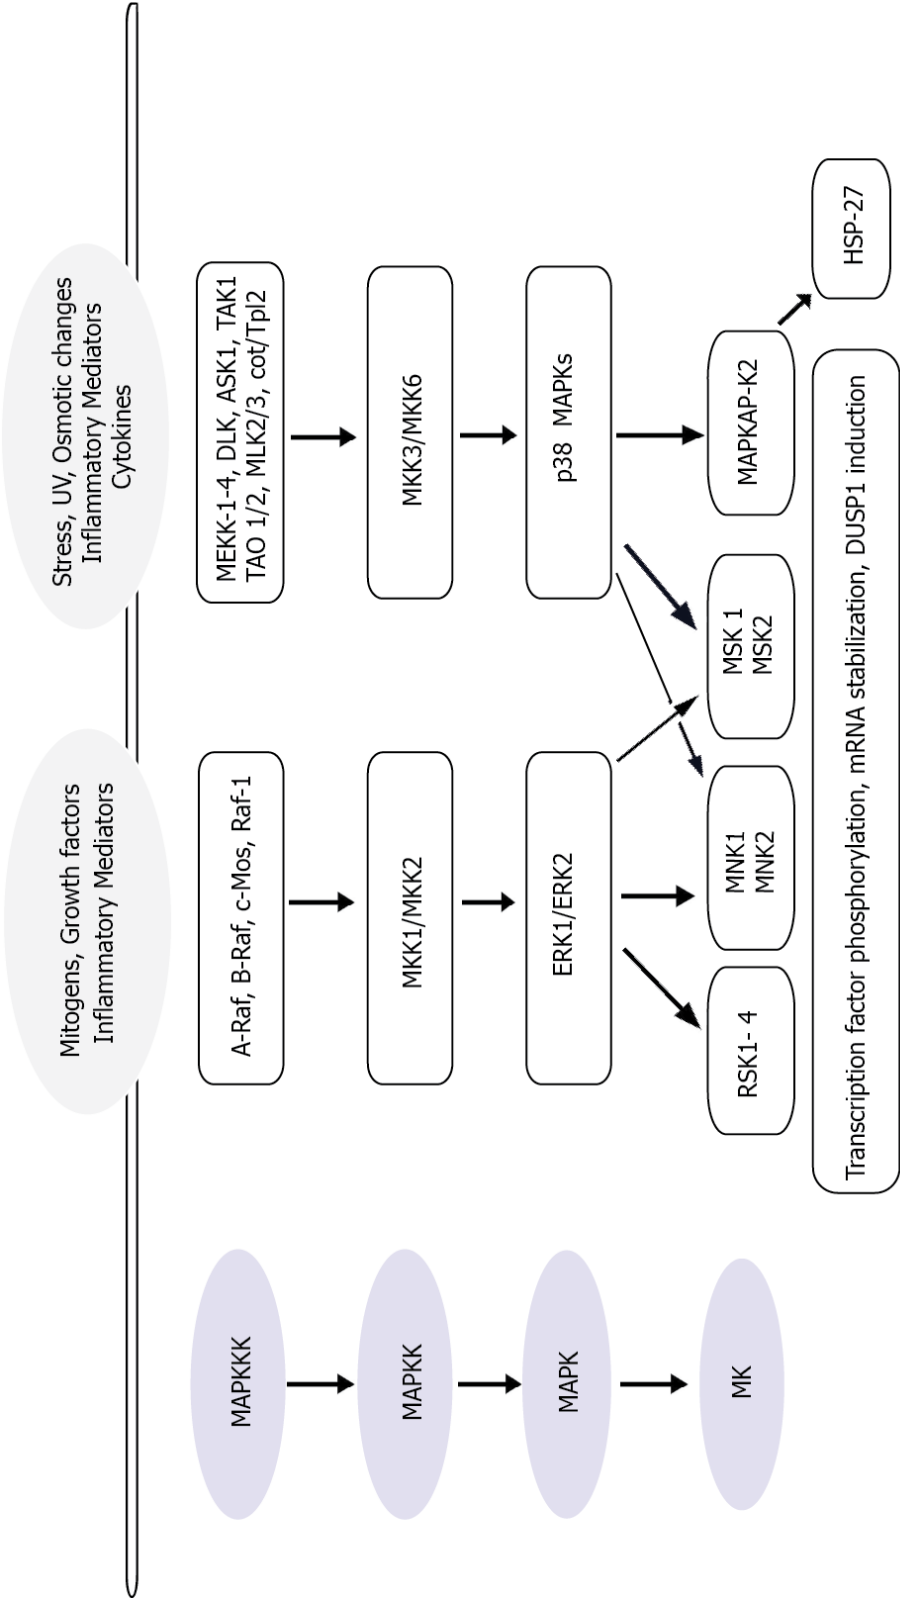 Mitogens, Growth factors
Inflammatory Mediators
Stress, UV, Osmotic changes
Inflammatory Mediators
Cytokines
MAPKKK
A-Raf, B-Raf, c-Mos, Raf-1
MEKK-1-4, DLK, ASK1, TAK1
TAO 1/2, MLK2/3, cot/Tpl2
MAPKK
MKK1/MKK2
MKK3/MKK6
MAPK
ERK1/ERK2
p38 MAPKs
MK
RSK1- 4
MNK1
MNK2
MSK 1
MSK2
MAPKAP-K2
Transcription factor phosphorylation, mRNA stabilization, DUSP1 induction
HSP-27